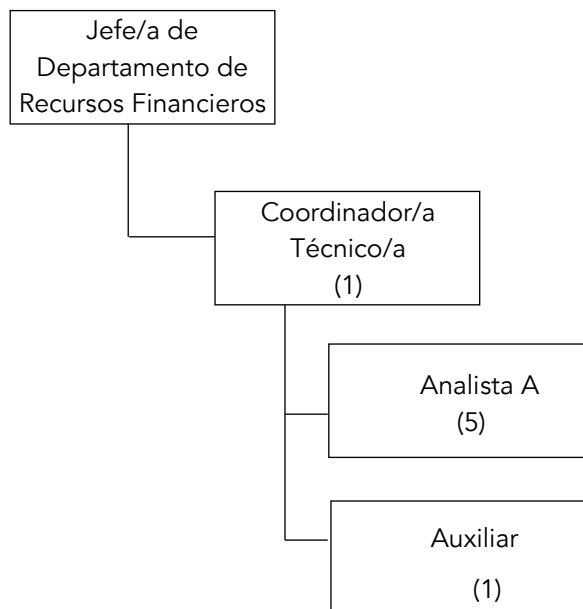 Jefe/a de
Departamento de
Recursos Financieros
Coordinador/a
Técnico/a
(1)
Analista A
(5)
Auxiliar
(1)